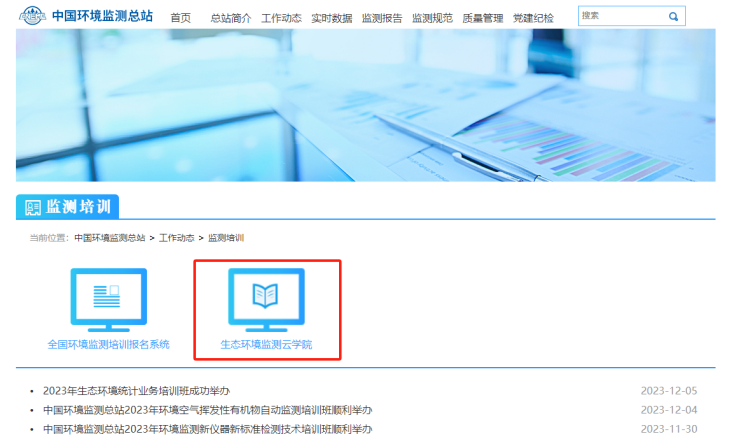 中国环境监测总站 首页 总站简介 工作动态 实时数据 监测报告 监测规范 质量管理 党建纪检 搜索
监测培训
当前位置: 中国环境监测总站 > 工作动态 > 监测培训
全国环境监测培训报名系统 生态环境监测云学院
• 2023年生态环境统计业务培训班成功举办 2023-12-05
• 中国环境监测总站2023年环境空气挥发性有机物自动监测培训班顺利举办 2023-12-04
• 中国环境监测总站2023年环境监测新仪器新标准检测技术培训班顺利举办 2023-11-30